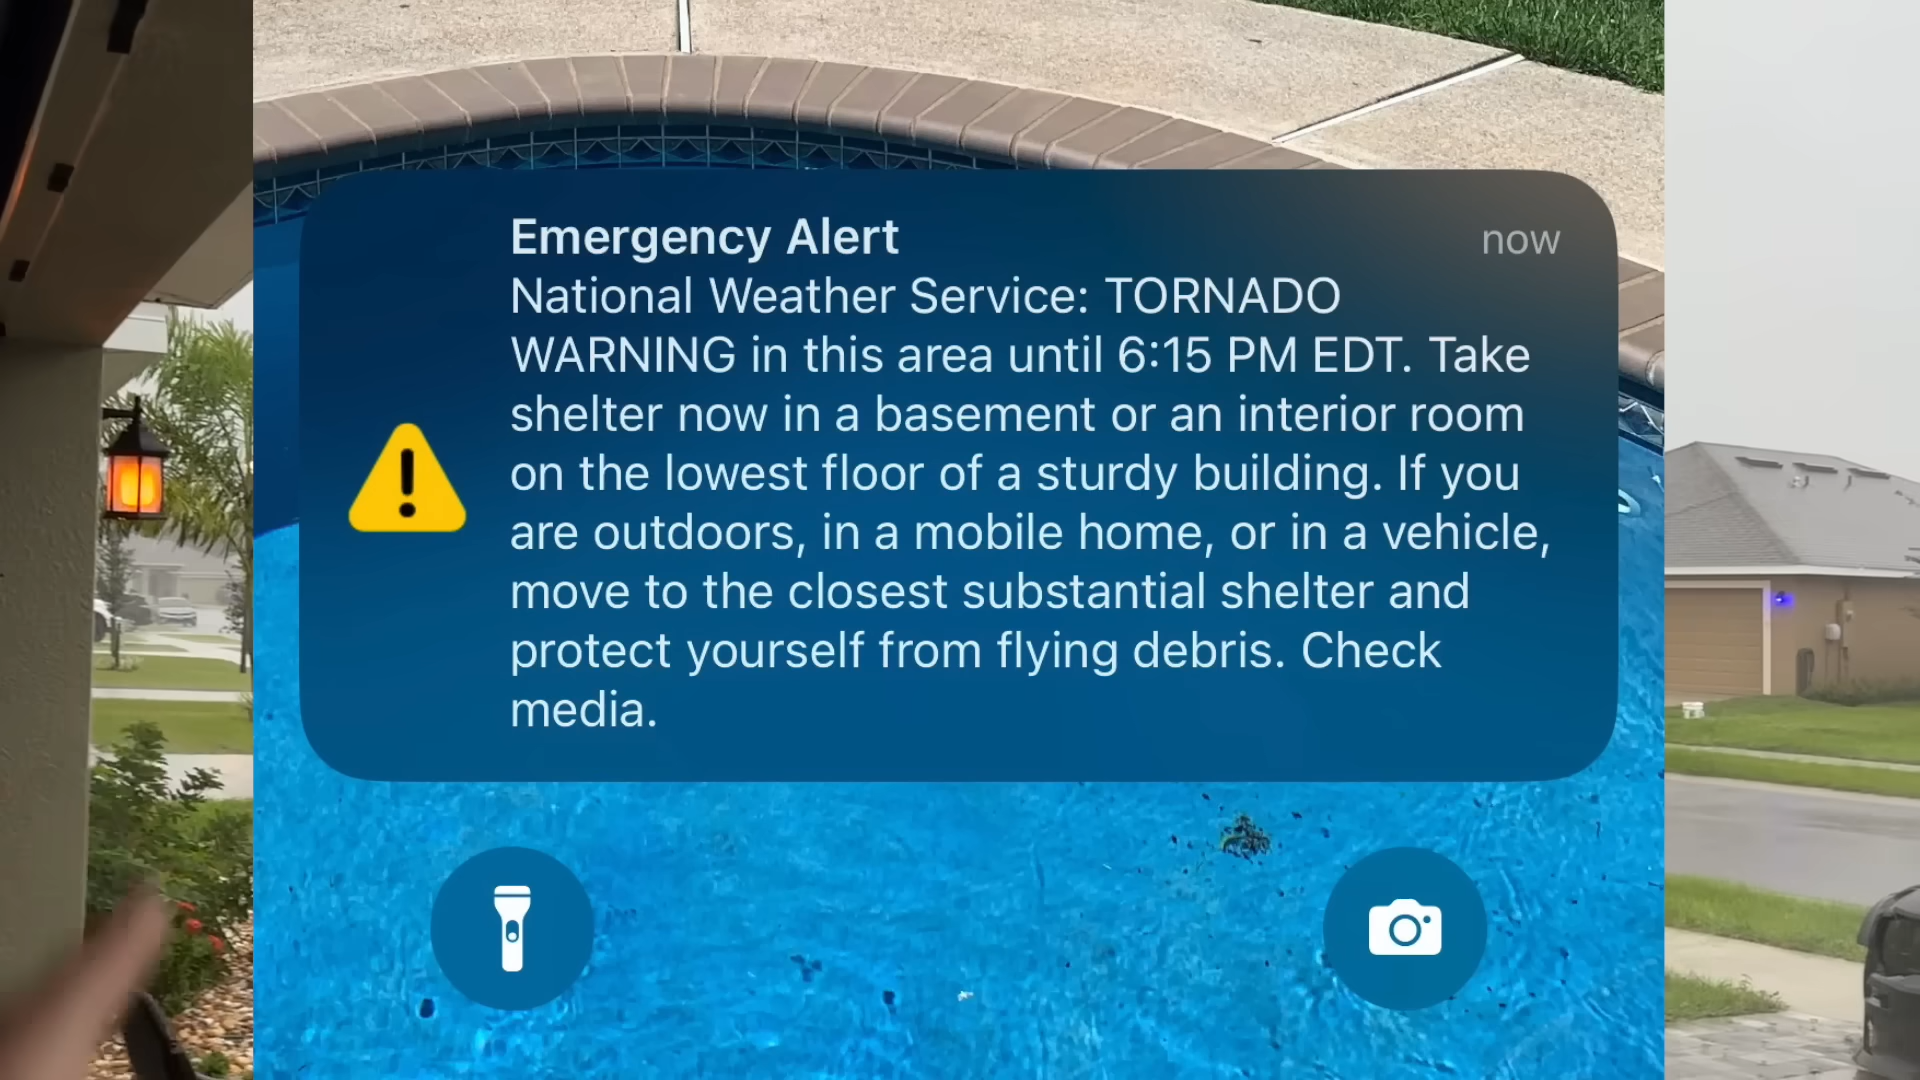 Emergency Alert
now
National Weather Service: TORNADO
WARNING in this area until 6:15 PM EDT. Take
shelter now in a basement or an interior room
on the lowest floor of a sturdy building. If you
are outdoors, in a mobile home, or in a vehicle,
move to the closest substantial shelter and
protect yourself from flying debris. Check
media.